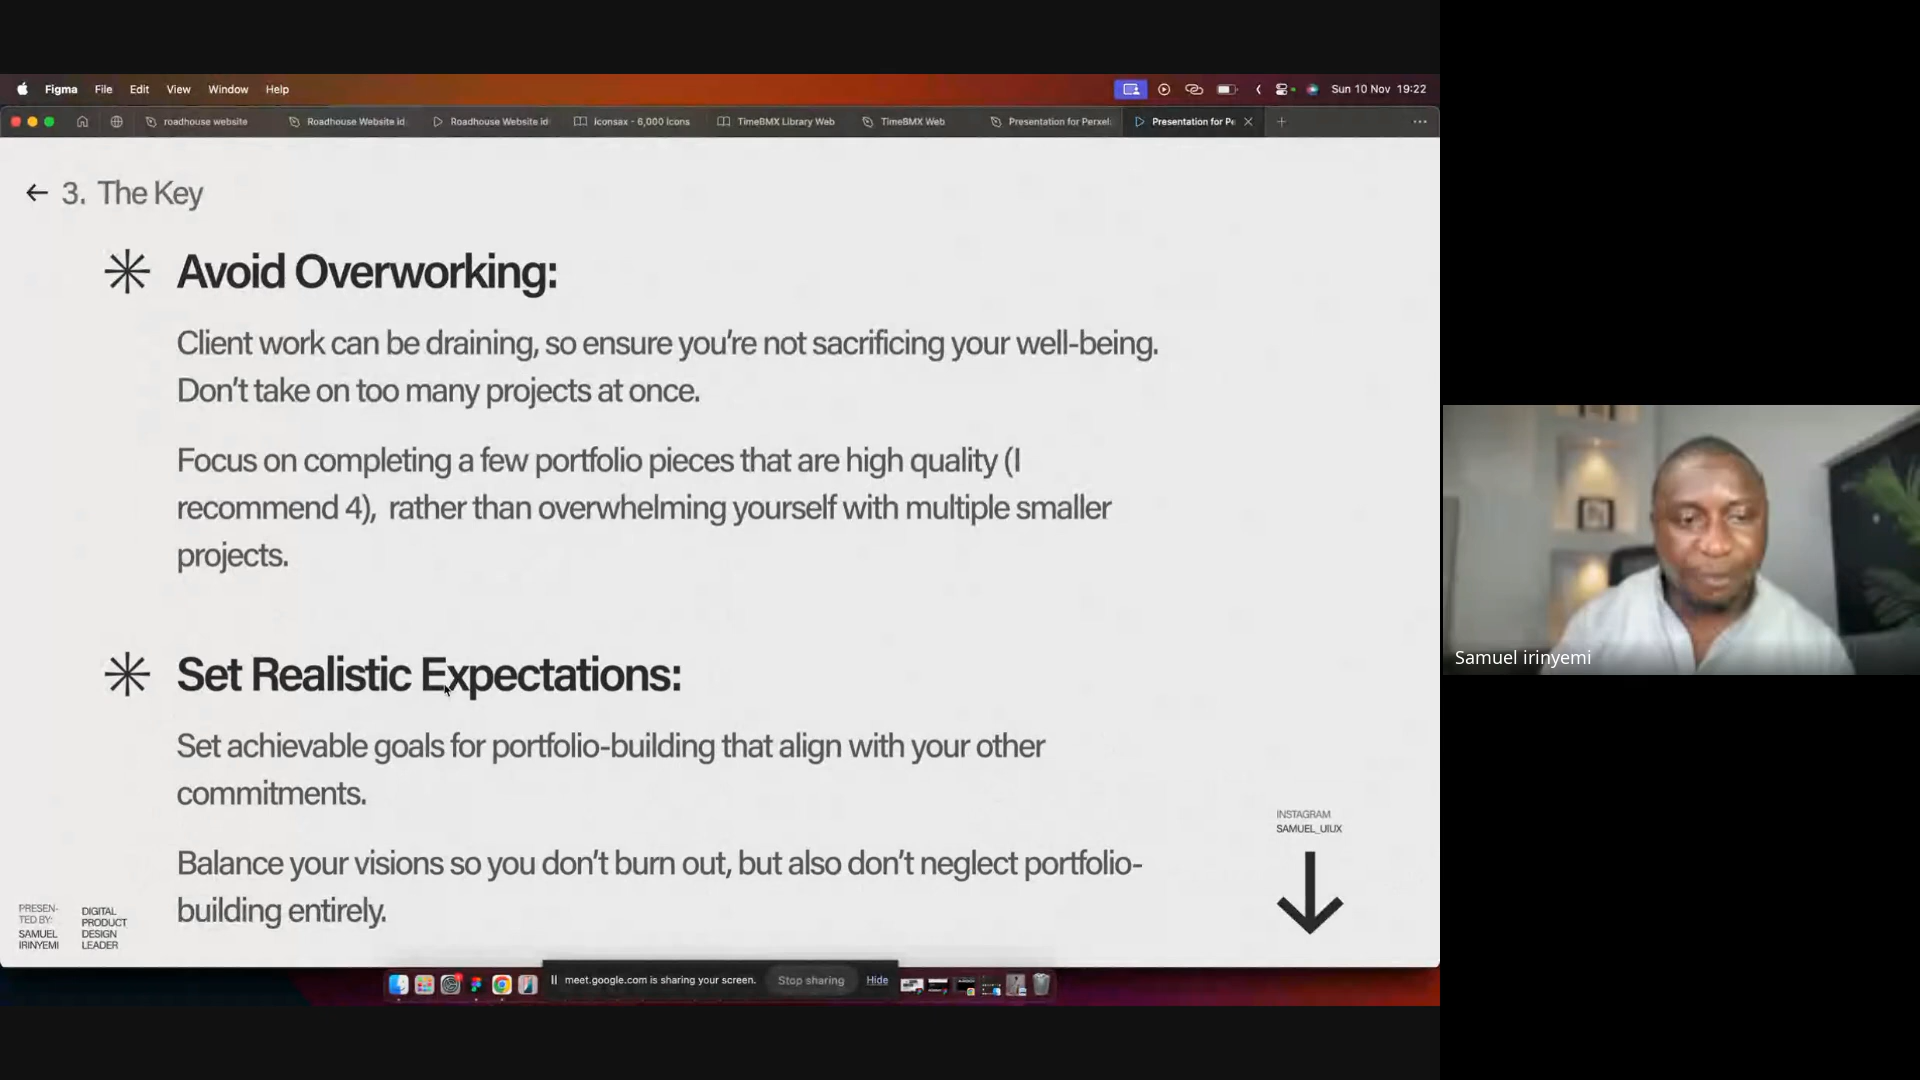 Figma File Edit View Window Help
Sun 10 Nov 19:22
roadhouse website
Roadhouse Website id
Roadhouse Website id
Iconsax - 6,000 Icons
TimeBMX Library Web
TimeBMX Web
Presentation for Perxel
Presentation for Pe
← 3. The Key
Avoid Overworking:
Client work can be draining, so ensure you’re not sacrificing your well-being.
Don’t take on too many projects at once.
Focus on completing a few portfolio pieces that are high quality (I
recommend 4), rather than overwhelming yourself with multiple smaller
projects.
Set Realistic Expectations:
Set achievable goals for portfolio-building that align with your other
commitments.
Balance your visions so you don’t burn out, but also don’t neglect portfolio-
building entirely.
INSTAGRAM
SAMUEL_UIUX
PRESEN-
TED BY:
SAMUEL
IRINYEMI
DIGITAL
PRODUCT
DESIGN
LEADER
meet.google.com is sharing your screen. Stop sharing Hide
Samuel irinyemi